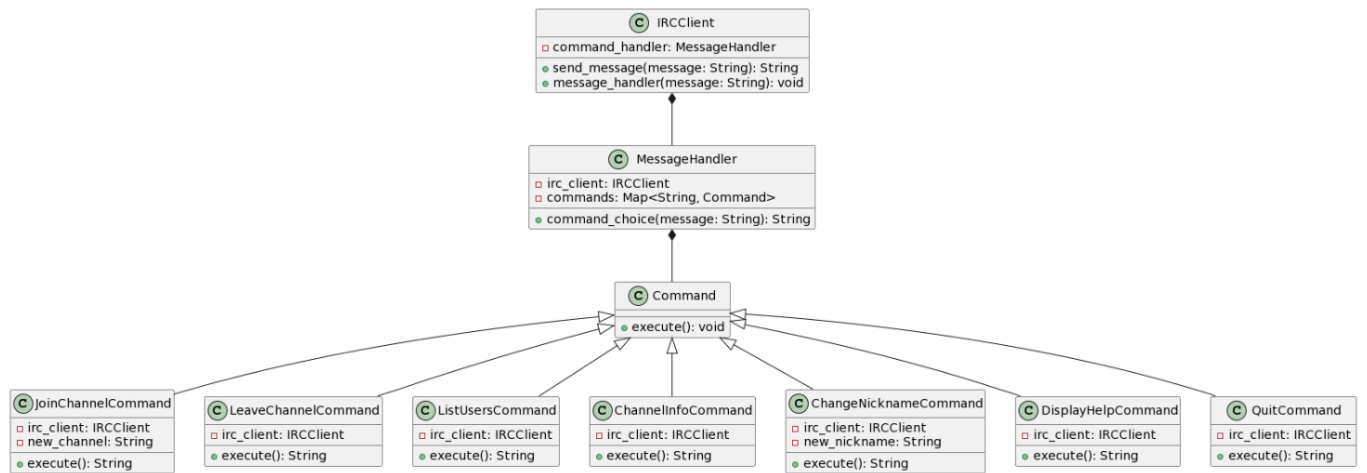 C IRCClient
command_handler: MessageHandler
send_message(message: String): String
message_handler(message: String): void
C MessageHandler
irc_client: IRCClient
commands: Map<String, Command>
command_choice(message: String): String
C Command
execute(): void
C JoinChannelCommand
irc_client: IRCClient
new_channel: String
execute(): String
C LeaveChannelCommand
irc_client: IRCClient
execute(): String
C ListUsersCommand
irc_client: IRCClient
execute(): String
C ChannelInfoCommand
irc_client: IRCClient
execute(): String
C ChangeNicknameCommand
irc_client: IRCClient
new_nickname: String
execute(): String
C DisplayHelpCommand
irc_client: IRCClient
execute(): String
C QuitCommand
irc_client: IRCClient
execute(): String